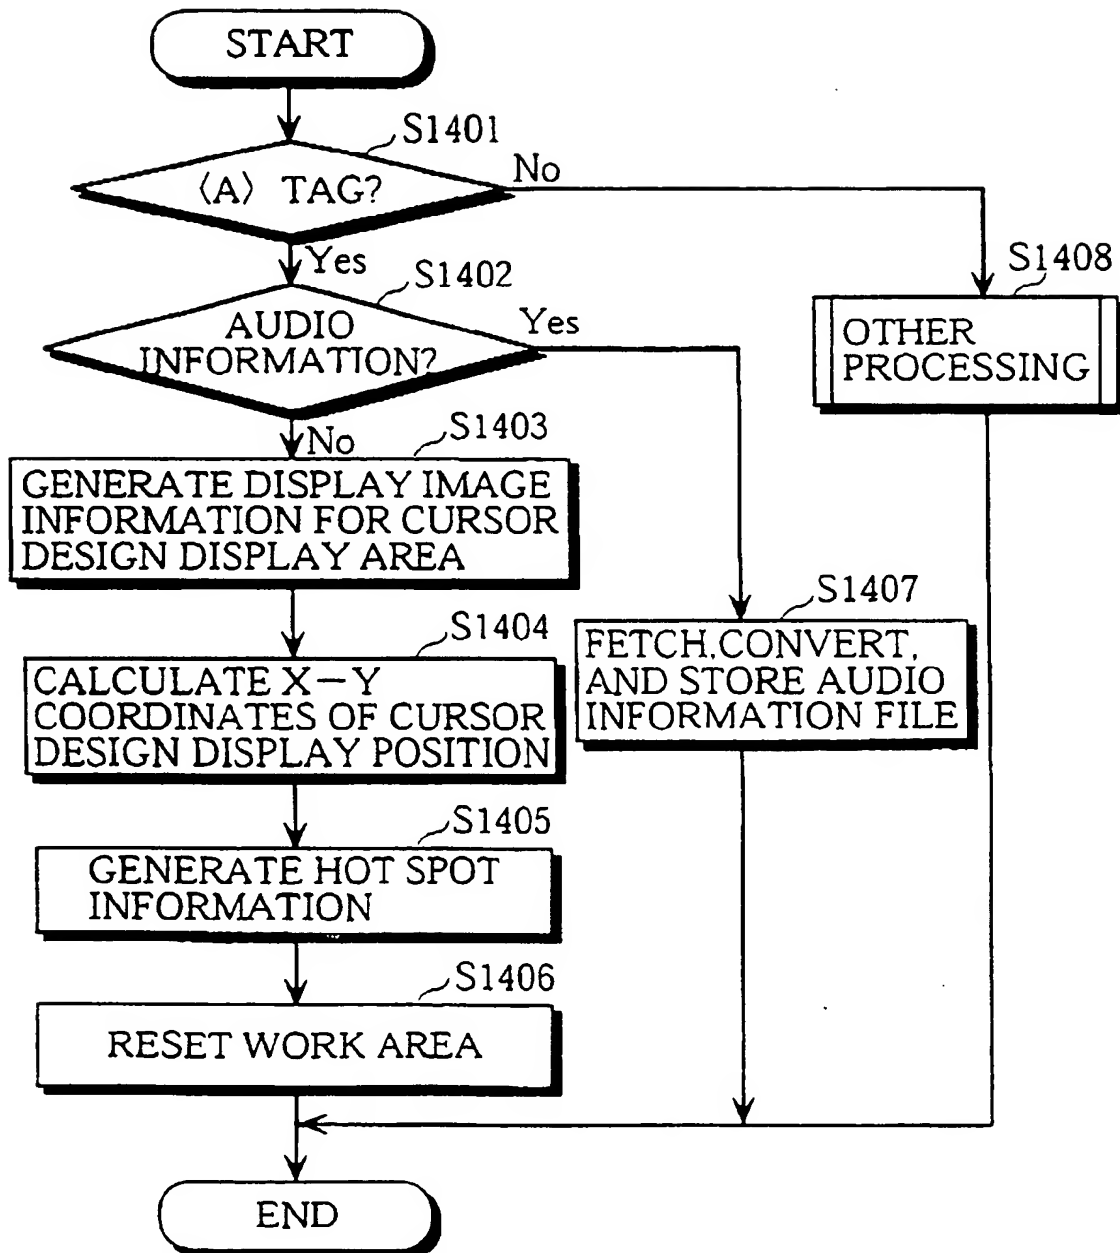 START
S1401
〈A〉 TAG?
No
Yes
S1402
AUDIO
INFORMATION?
Yes
S1408
OTHER
PROCESSING
No
S1403
GENERATE DISPLAY IMAGE
INFORMATION FOR CURSOR
DESIGN DISPLAY AREA
S1407
FETCH,CONVERT,
AND STORE AUDIO
INFORMATION FILE
S1404
CALCULATE X-Y
COORDINATES OF CURSOR
DESIGN DISPLAY POSITION
S1405
GENERATE HOT SPOT
INFORMATION
S1406
RESET WORK AREA
END